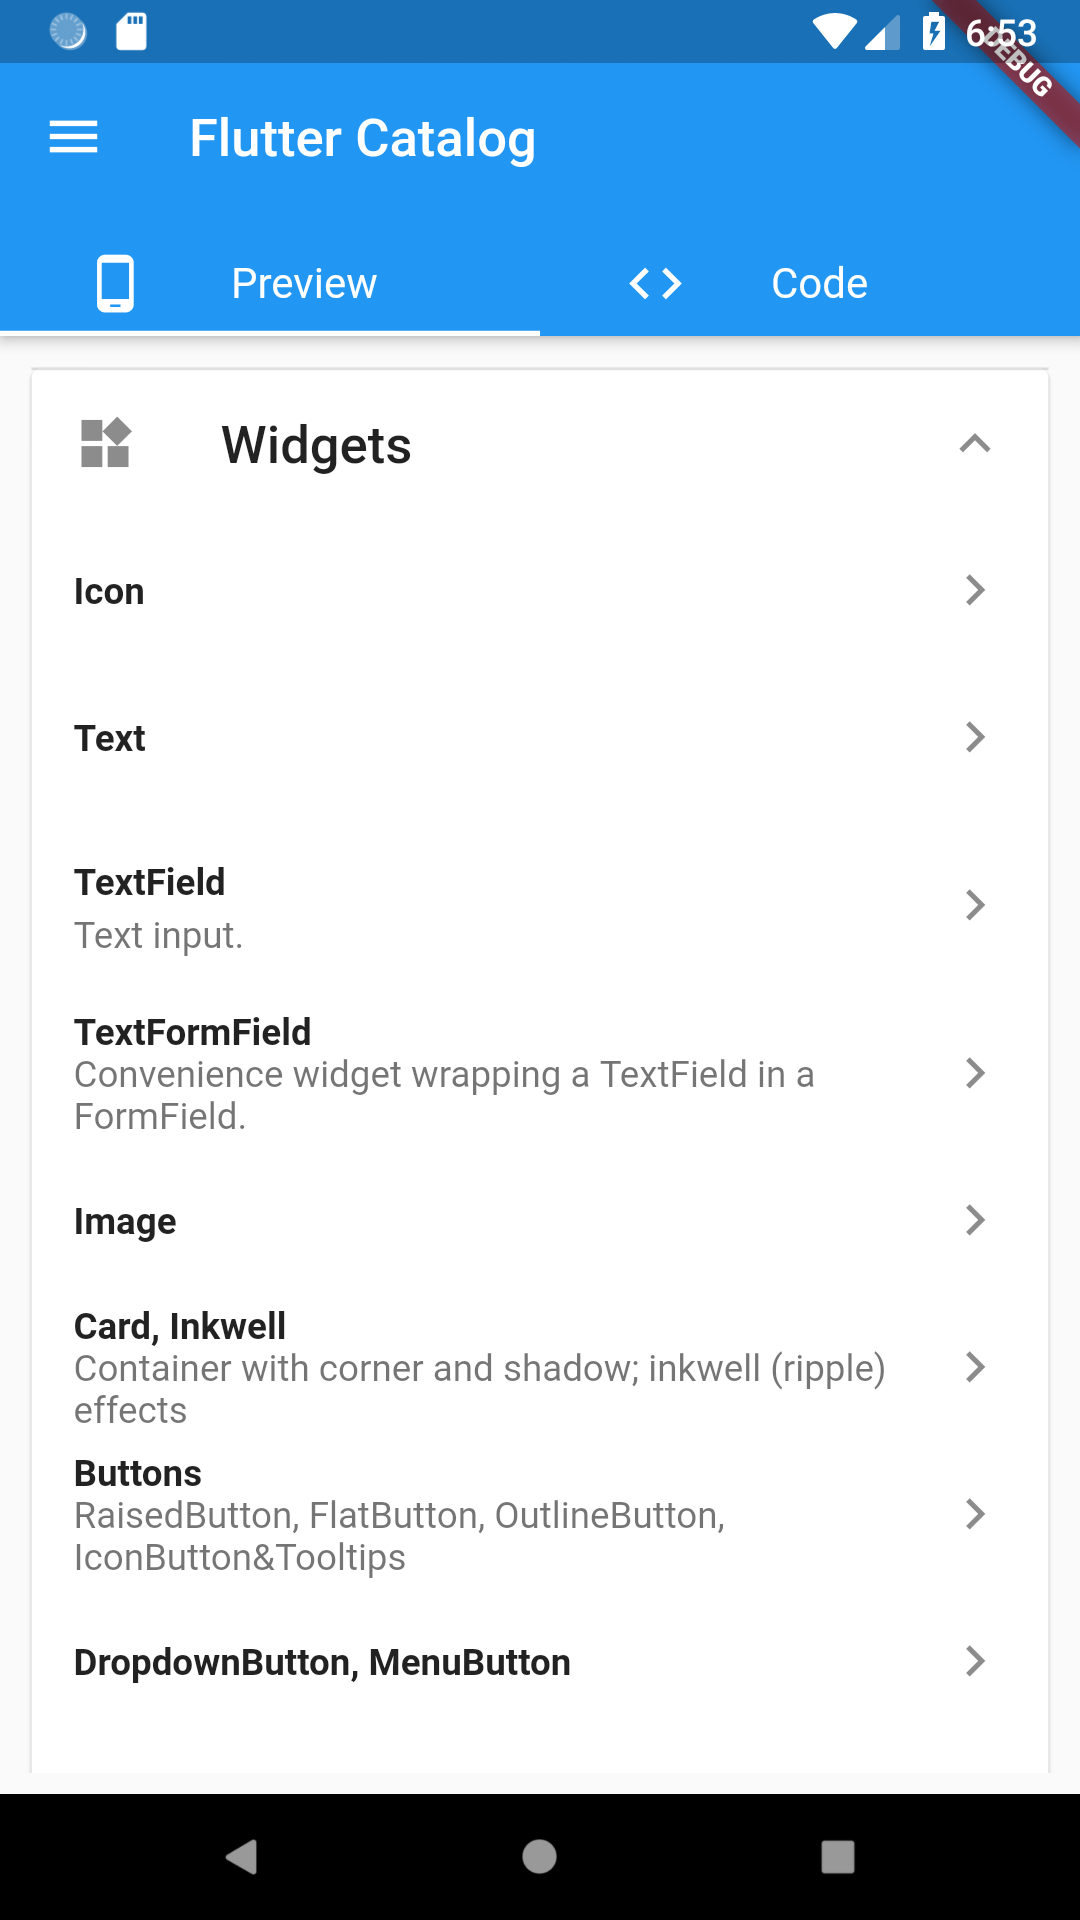 6:53
DEBUG
Flutter Catalog
Preview
Code
Widgets
Icon
Text
TextField
Text input.
TextFormField
Convenience widget wrapping a TextField in a
FormField.
Image
Card, Inkwell
Container with corner and shadow; inkwell (ripple)
effects
Buttons
RaisedButton, FlatButton, OutlineButton,
IconButton&Tooltips
DropdownButton, MenuButton